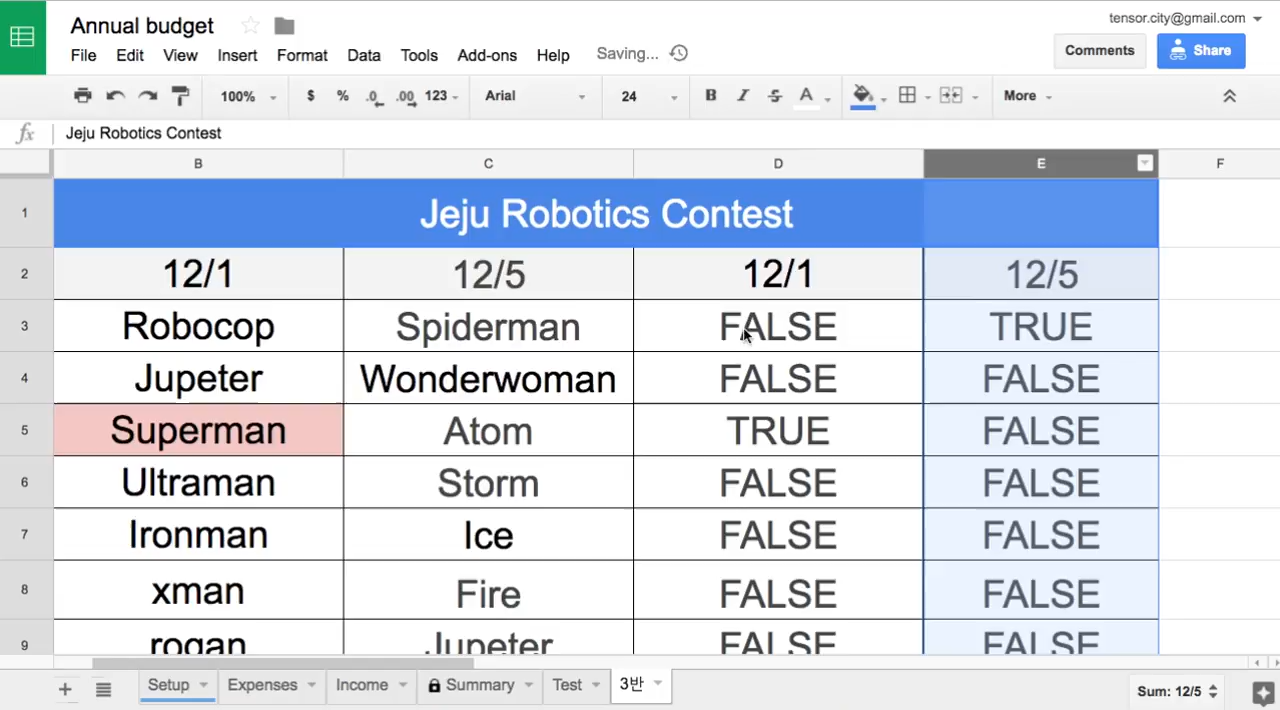 Annual budget
tensor.city@gmail.com
File Edit View Insert Format Data Tools Add-ons Help Saving... Comments Share
100% $ % .0 .00 123 Arial 24 B I S A More
fx Jeju Robotics Contest
B C D E F
1 Jeju Robotics Contest
2 12/1 12/5 12/1 12/5
3 Robocop Spiderman FALSE TRUE
4 Jupeter Wonderwoman FALSE FALSE
5 Superman Atom TRUE FALSE
6 Ultraman Storm FALSE FALSE
7 Ironman Ice FALSE FALSE
8 xman Fire FALSE FALSE
9 rogan Jupeter FALSE FALSE
+ Setup Expenses Income Summary Test 3반 Sum: 12/5